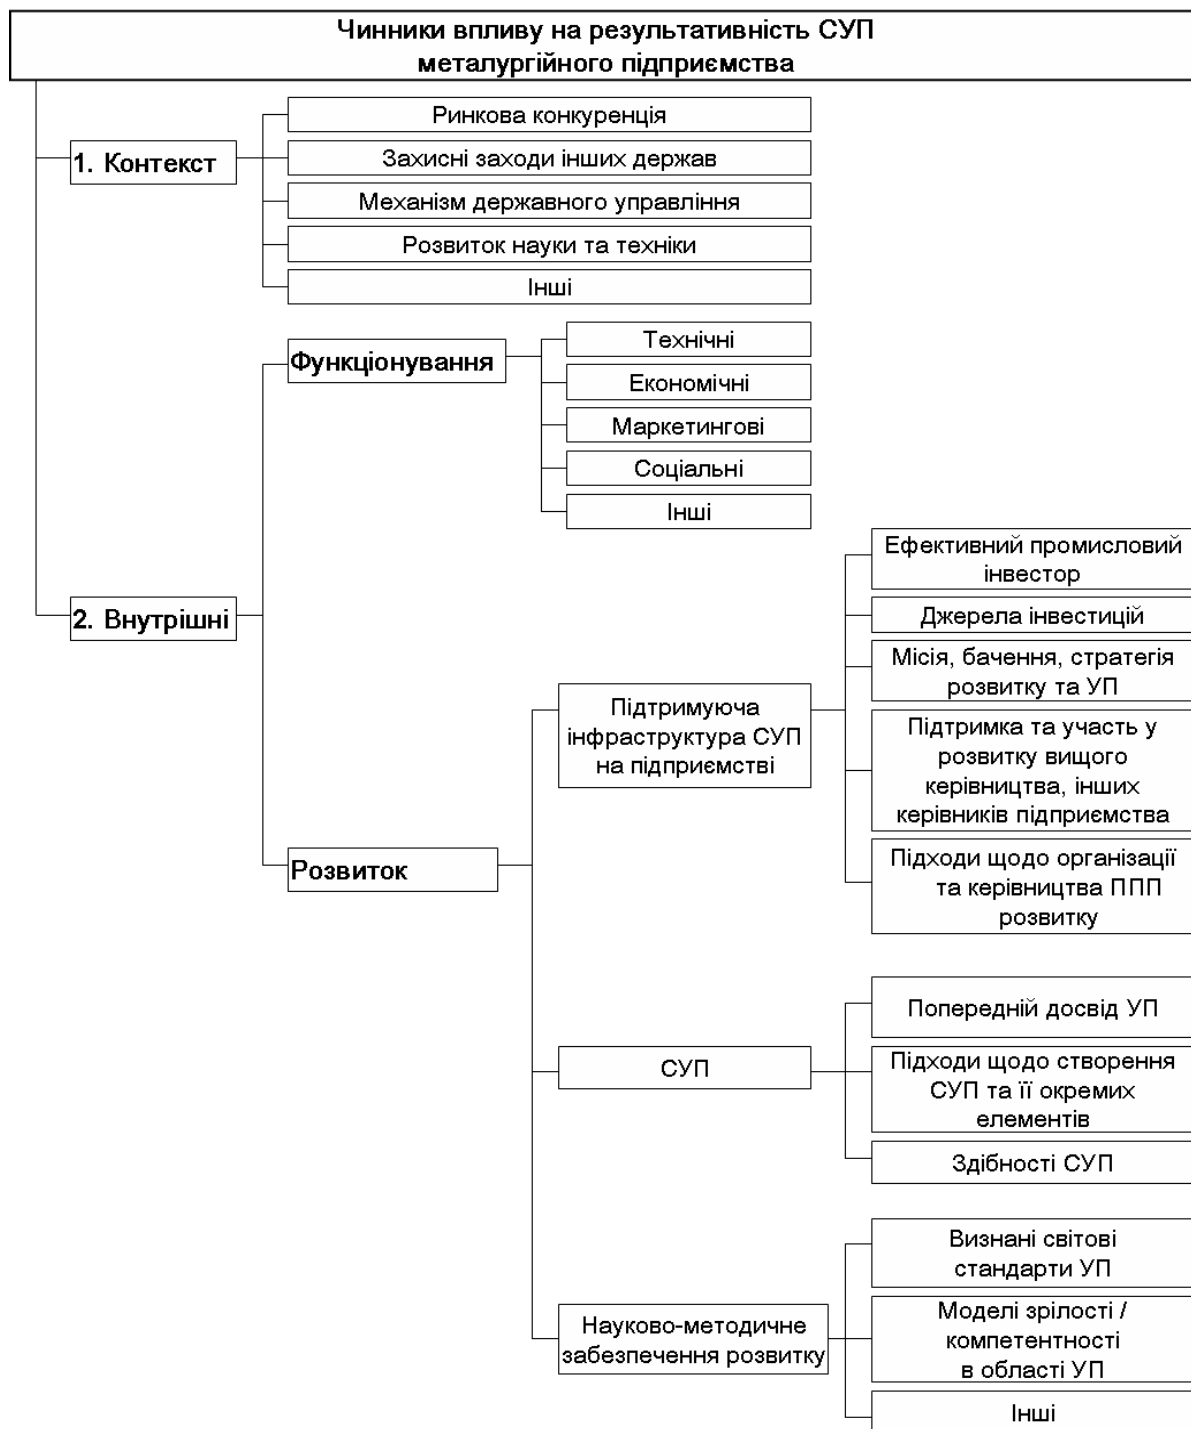 Чинники впливу на результативність СУП
металургійного підприємства
1. Контекст
Ринкова конкуренція
Захисні заходи інших держав
Механізм державного управління
Розвиток науки та техніки
Інші
2. Внутрішні
Функціонування
Технічні
Економічні
Маркетингові
Соціальні
Інші
Розвиток
Підтримуюча
інфраструктура СУП
на підприємстві
Ефективний промисловий
інвестор
Джерела інвестицій
Місія, бачення, стратегія
розвитку та УП
Підтримка та участь у
розвитку вищого
керівництва, інших
керівників підприємства
Підходи щодо організації
та керівництва ППП
розвитку
СУП
Попередній досвід УП
Підходи щодо створення
СУП та її окремих
елементів
Здібності СУП
Науково-методичне
забезпечення розвитку
Визнані світові
стандарти УП
Моделі зрілості /
компетентності
в області УП
Інші